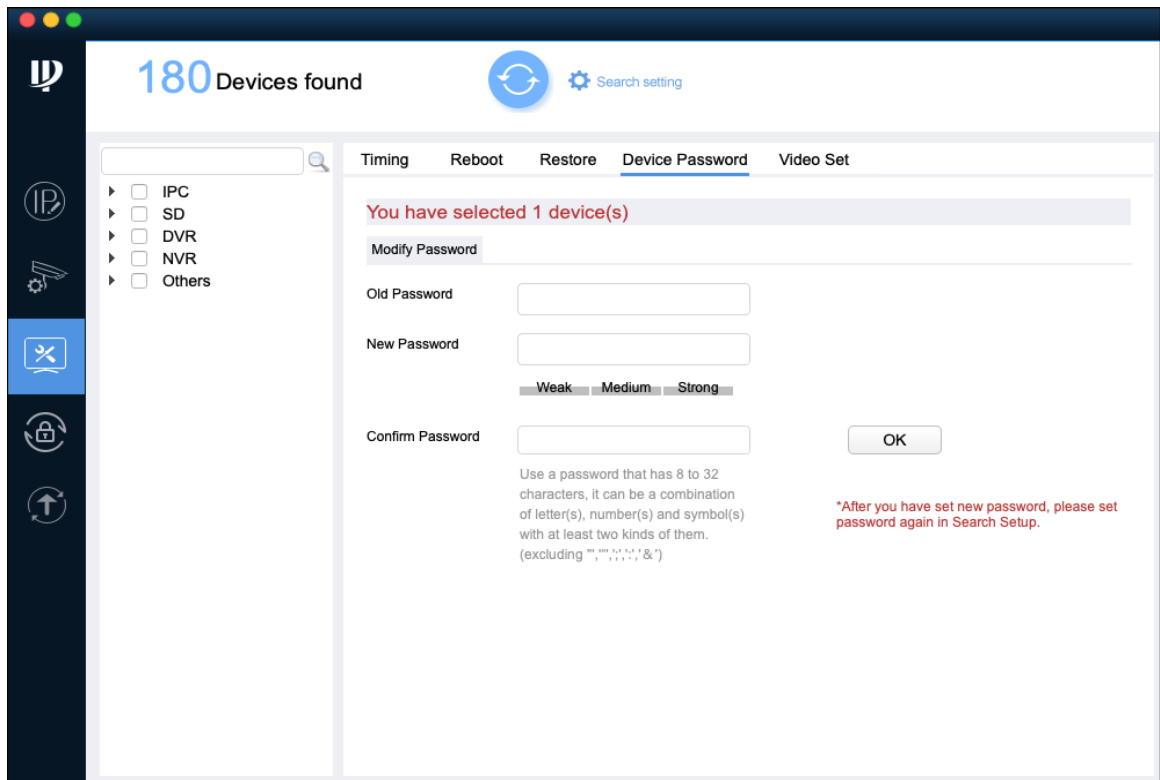 180 Devices found
Search setting
IP
Timing Reboot Restore Device Password Video Set
IPC
SD
DVR
NVR
Others
You have selected 1 device(s)
Modify Password
Old Password
New Password
Weak Medium Strong
Confirm Password
OK
Use a password that has 8 to 32
characters, it can be a combination
of letter(s), number(s) and symbol(s)
with at least two kinds of them.
(excluding "'",'"',';',':','& ')
*After you have set new password, please set
password again in Search Setup.